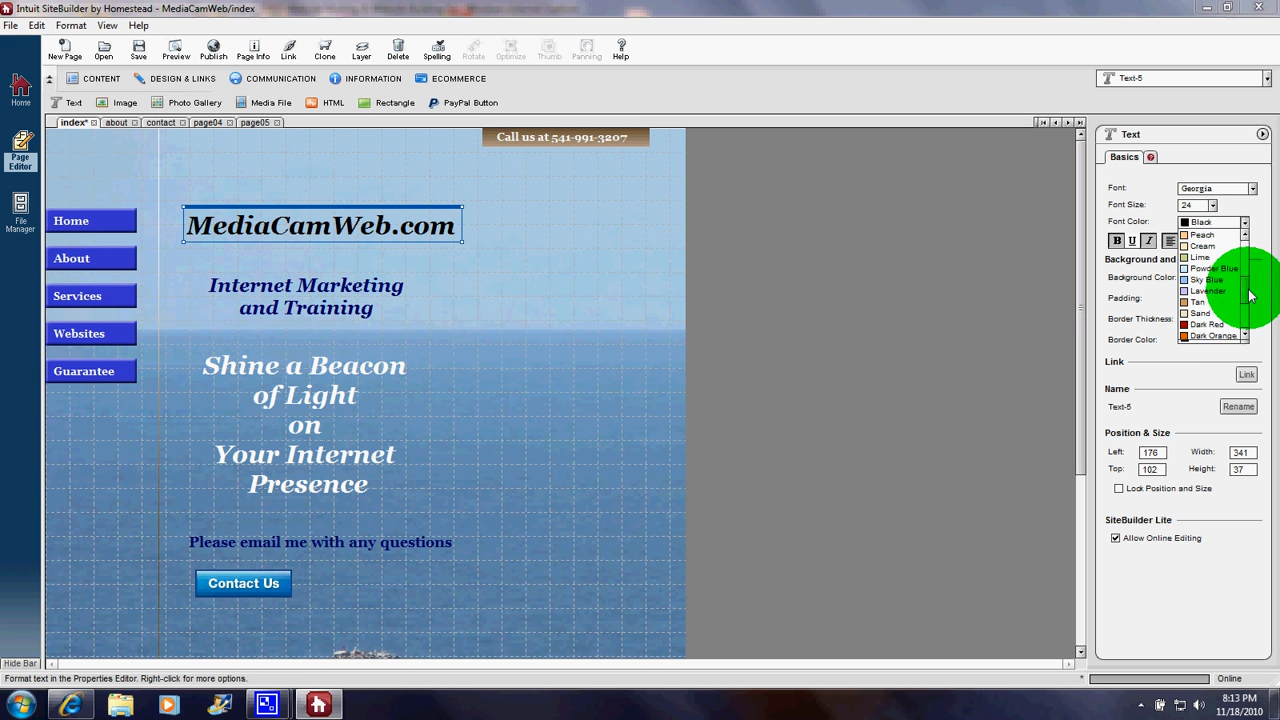 Intuit SiteBuilder by Homestead - MediaCamWeb/index
File Edit Format View Help
New Page Open Save Preview Publish Page Info Link Clone Layer Delete Spelling Rotate Optimize Thumb Panning Help
CONTENT DESIGN & LINKS COMMUNICATION INFORMATION ECOMMERCE
Text-5
Text Image Photo Gallery Media File HTML Rectangle PayPal Button
Home
Page Editor
File Manager
index* about contact page04 page05
Call us at 541-991-3207
Home
About
Services
Websites
Guarantee
MediaCamWeb.com
Internet Marketing
and Training
Shine a Beacon
of Light
on
Your Internet
Presence
Please email me with any questions
Contact Us
Text
Basics
Font: Georgia
Font Size: 24
Font Color: Black
Peach
Cream
Lime
Powder Blue
Sky Blue
Lavender
Tan
Sand
Dark Red
Dark Orange
B U I
Background and
Background Color:
Padding:
Border Thickness:
Border Color:
Link
Link
Name
Text-5 Rename
Position & Size
Left: 176 Width: 341
Top: 102 Height: 37
Lock Position and Size
SiteBuilder Lite
Allow Online Editing
Hide Bar
Format text in the Properties Editor. Right-click for more options.
Online
8:13 PM
11/18/2010